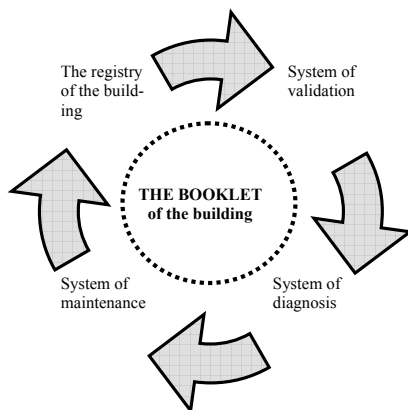 The registry
of the build-
ing
System of
validation
THE BOOKLET
of the building
System of
maintenance
System of
diagnosis